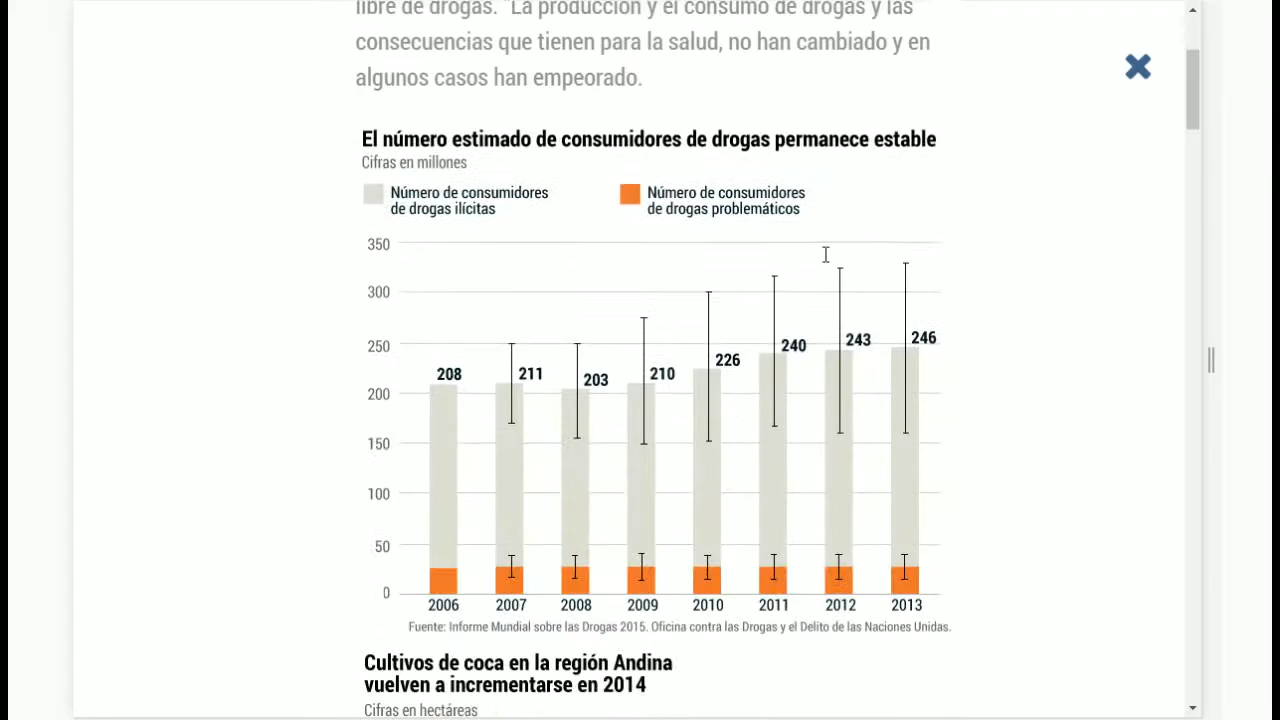 libre de drogas. "La producción y el consumo de drogas y las
consecuencias que tienen para la salud, no han cambiado y en
algunos casos han empeorado.
El número estimado de consumidores de drogas permanece estable
Cifras en millones
Número de consumidores
de drogas ilícitas
Número de consumidores
de drogas problemáticos
350
300
250
200
150
100
50
0
208
211
203
210
226
240
243
246
2006 2007 2008 2009 2010 2011 2012 2013
Fuente: Informe Mundial sobre las Drogas 2015. Oficina contra las Drogas y el Delito de las Naciones Unidas.
Cultivos de coca en la región Andina
vuelven a incrementarse en 2014
Cifras en hectáreas